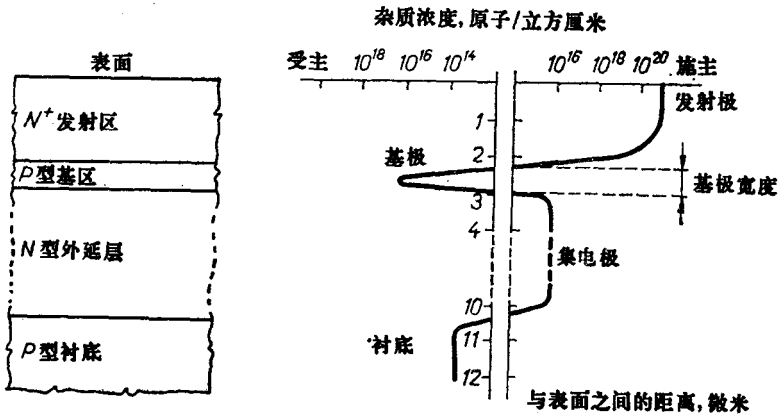 杂质浓度, 原子/立方厘米
受主 10^18 10^16 10^14 10^16 10^18 10^20 施主
表面
N⁺发射区
P型基区
N型外延层
P型衬底
发射极
1
基极
2
基极宽度
3
4
集电极
10
衬底
11
12
与表面之间的距离, 微米